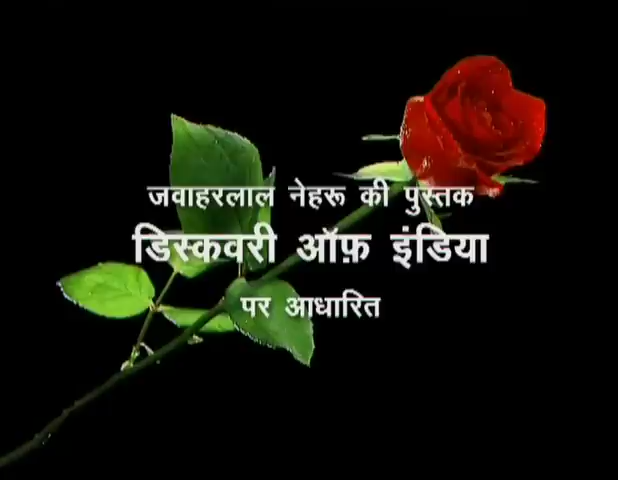 जवाहरलाल नेहरू की पुस्तक
डिस्कवरी ऑफ़ इंडिया
पर आधारित